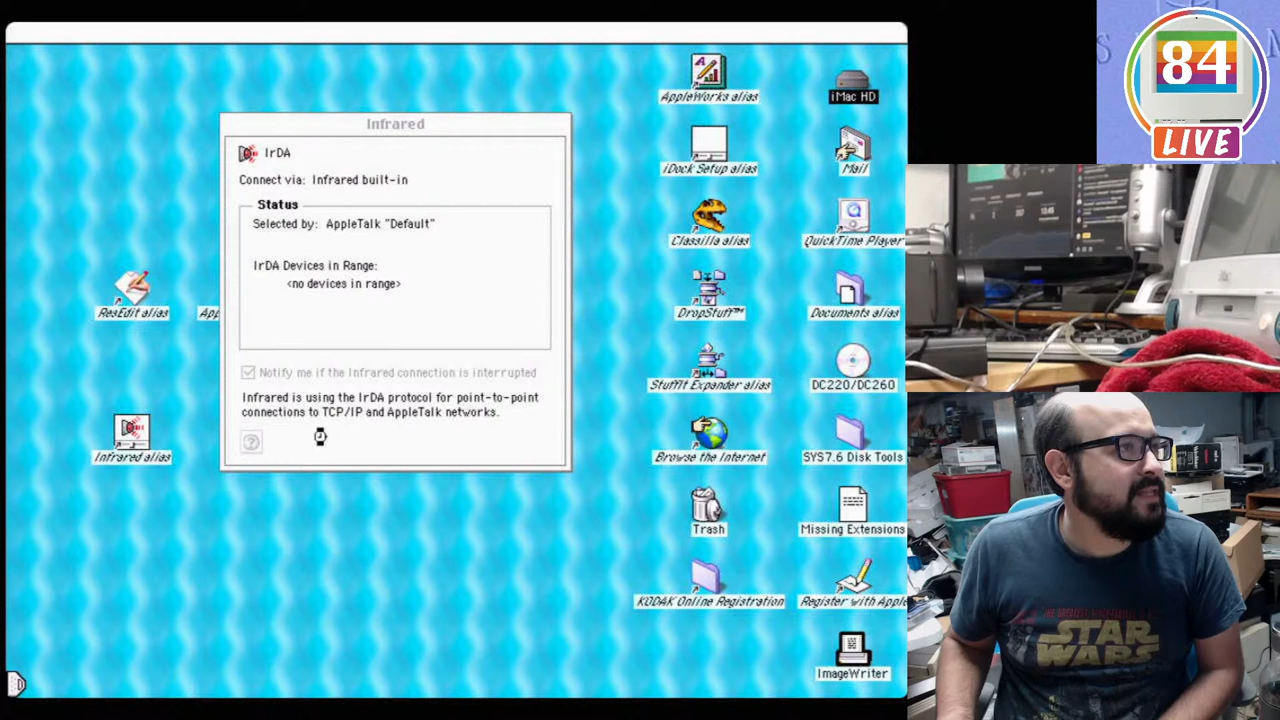 Infrared
IrDA
Connect via: Infrared built-in
Status
Selected by: AppleTalk "Default"
IrDA Devices in Range:
<no devices in range>
Notify me if the Infrared connection is interrupted
Infrared is using the IrDA protocol for point-to-point
connections to TCP/IP and AppleTalk networks.
?
ResEdit alias
App
Infrared alias
AppleWorks alias
iMac HD
iDock Setup alias
Mail
Classilla alias
QuickTime Player
DropStuff™
Documents alias
StuffIt Expander alias
DC220/DC260
Browse the Internet
SYS7.6 Disk Tools
Trash
Missing Extensions
KODAK Online Registration
Register with Apple
ImageWriter
84
LIVE
STAR
WARS